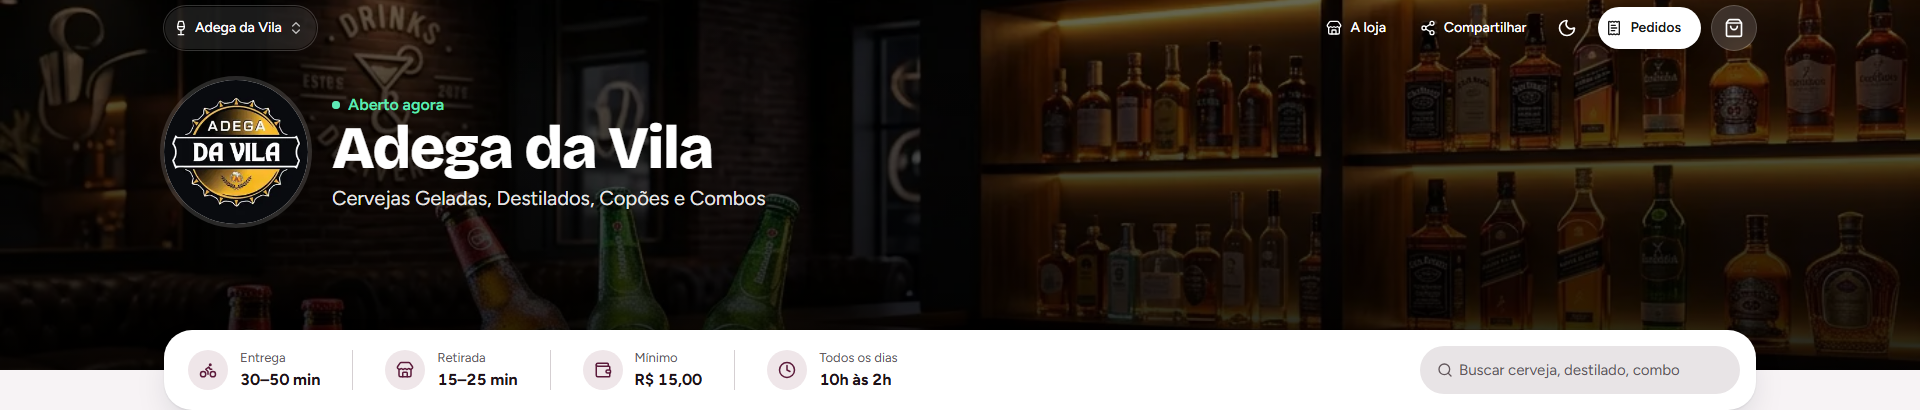 Adega da Vila
A loja
Compartilhar
Pedidos
DRINKS
ESTES
ADEGA
DA VILA
Aberto agora
Adega da Vila
Cervejas Geladas, Destilados, Copões e Combos
Entrega
30–50 min
Retirada
15–25 min
Mínimo
R$ 15,00
Todos os dias
10h às 2h
Buscar cerveja, destilado, combo